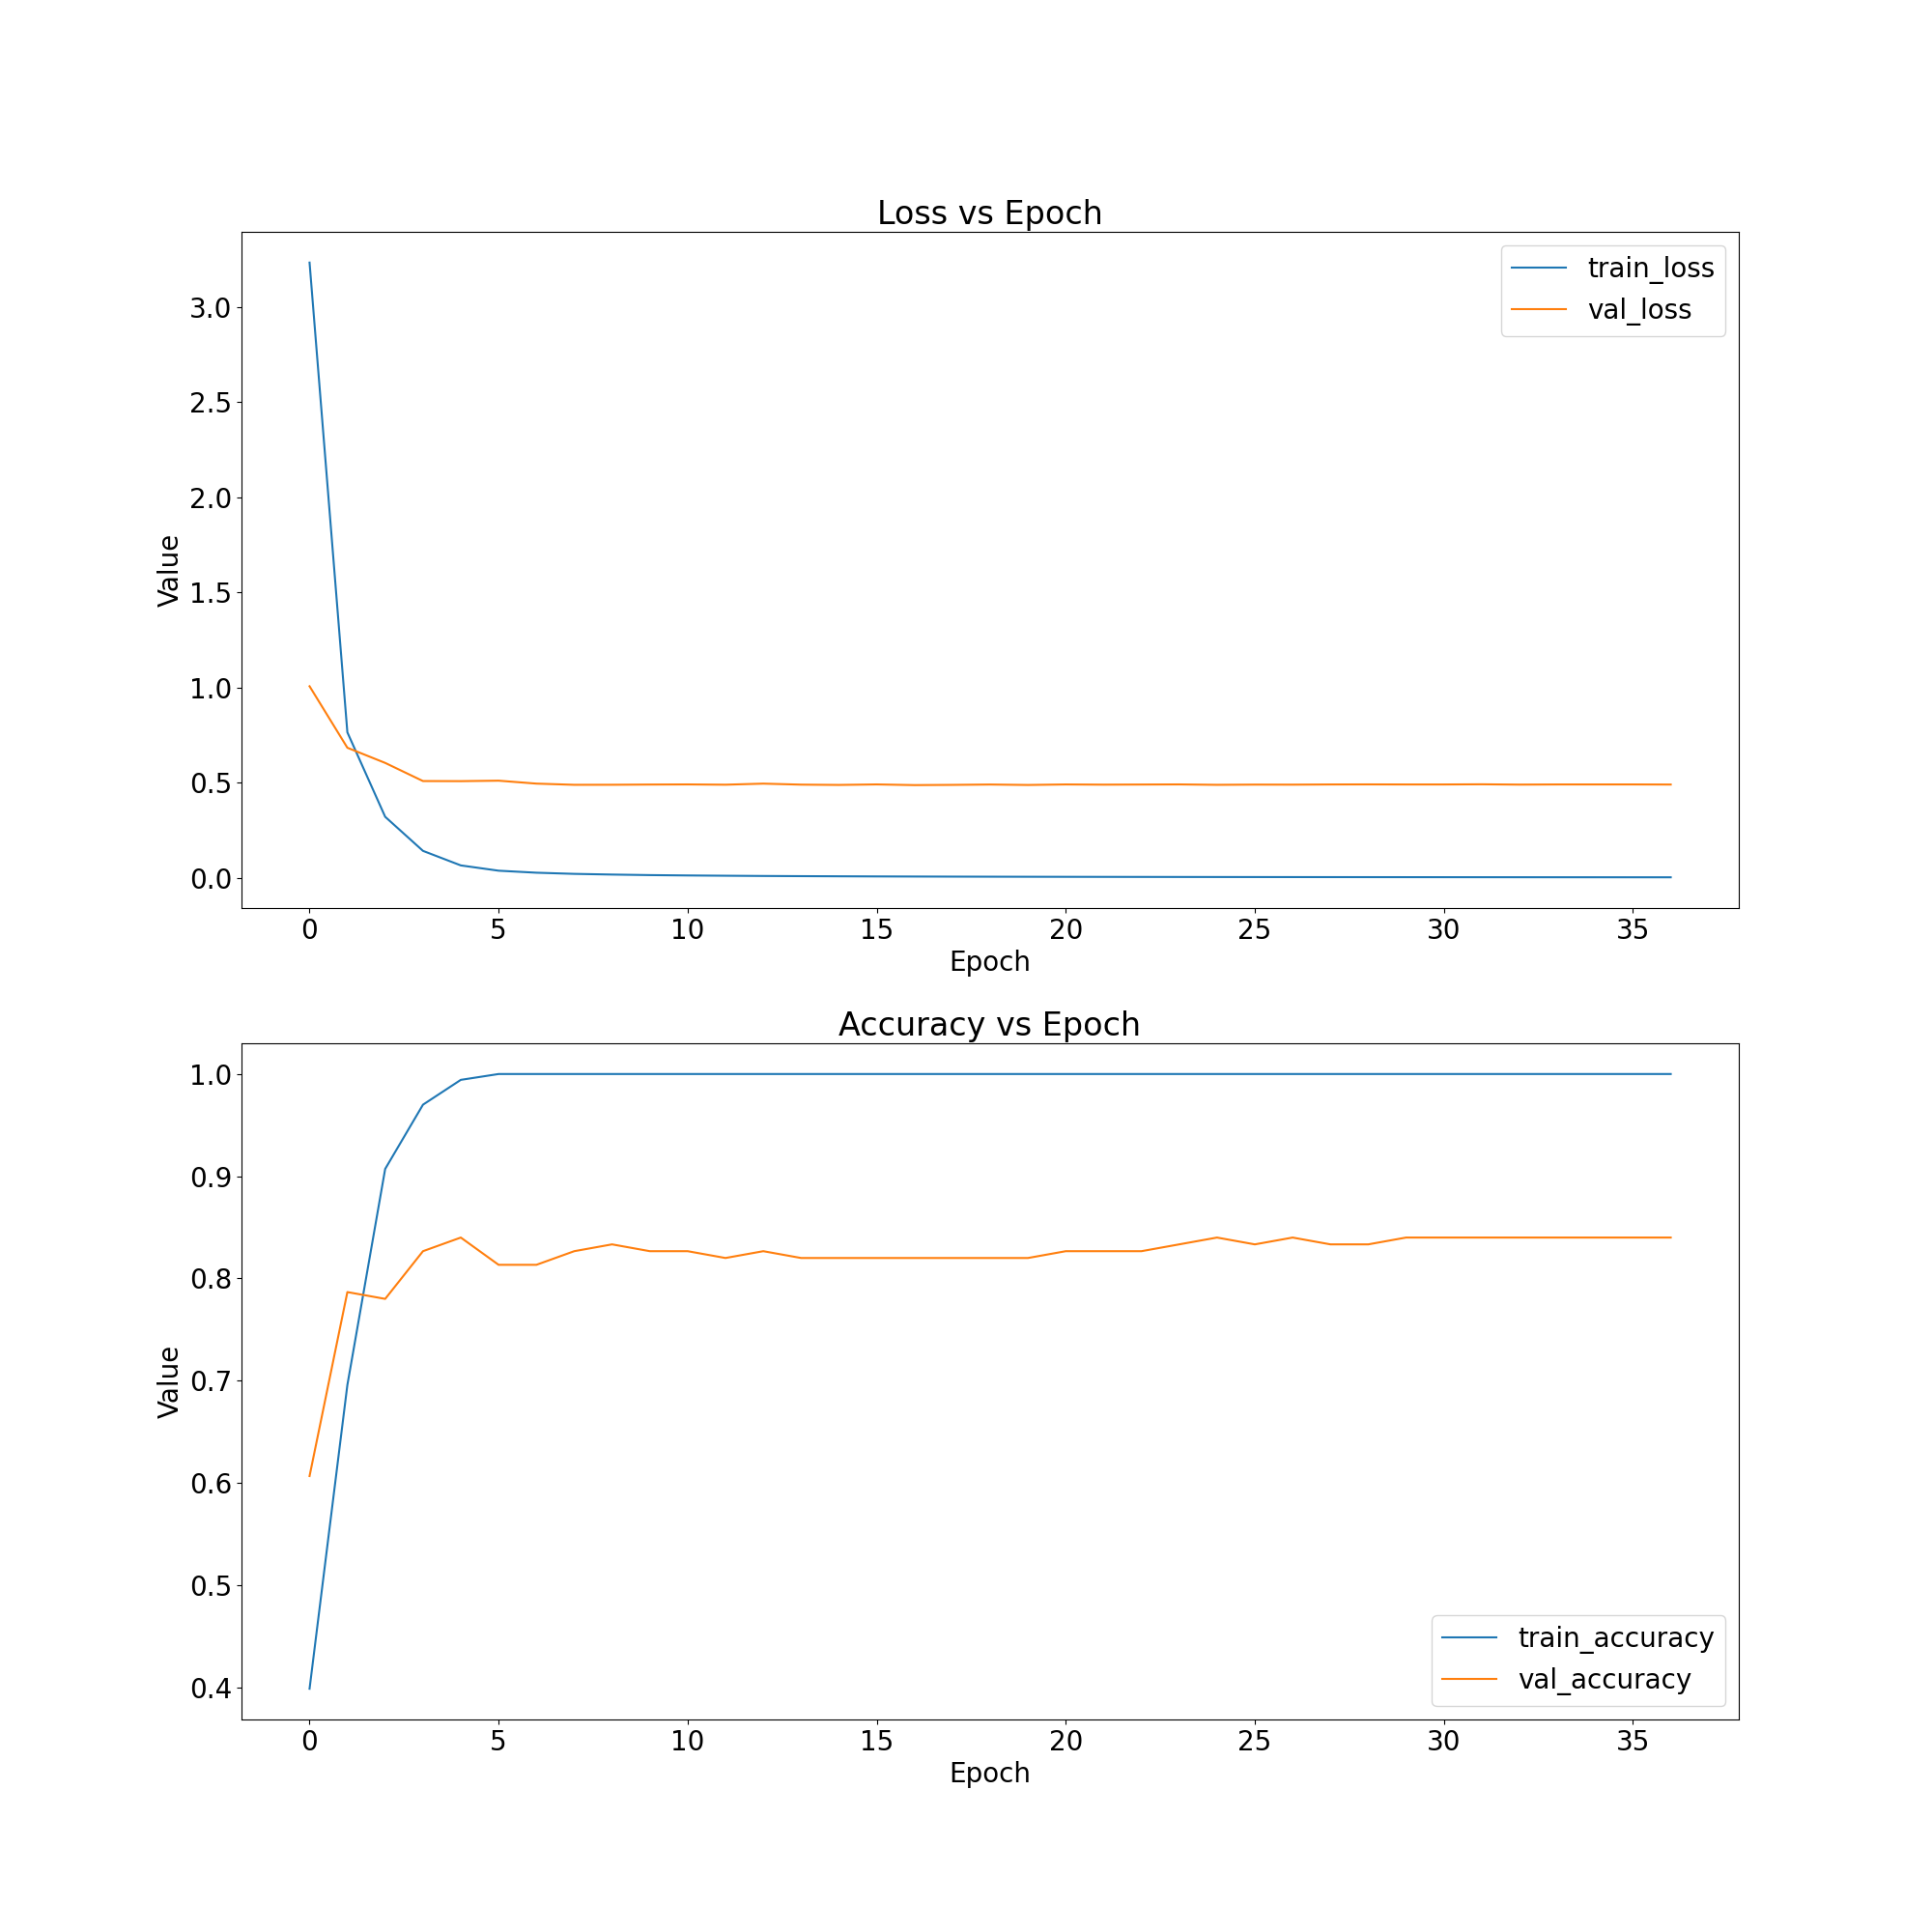 Loss vs Epoch
train_loss
val_loss
3.0
2.5
2.0
1.5
1.0
0.5
0.0
Value
0 5 10 15 20 25 30 35
Epoch
Accuracy vs Epoch
1.0
0.9
0.8
0.7
0.6
0.5
0.4
Value
train_accuracy
val_accuracy
0 5 10 15 20 25 30 35
Epoch